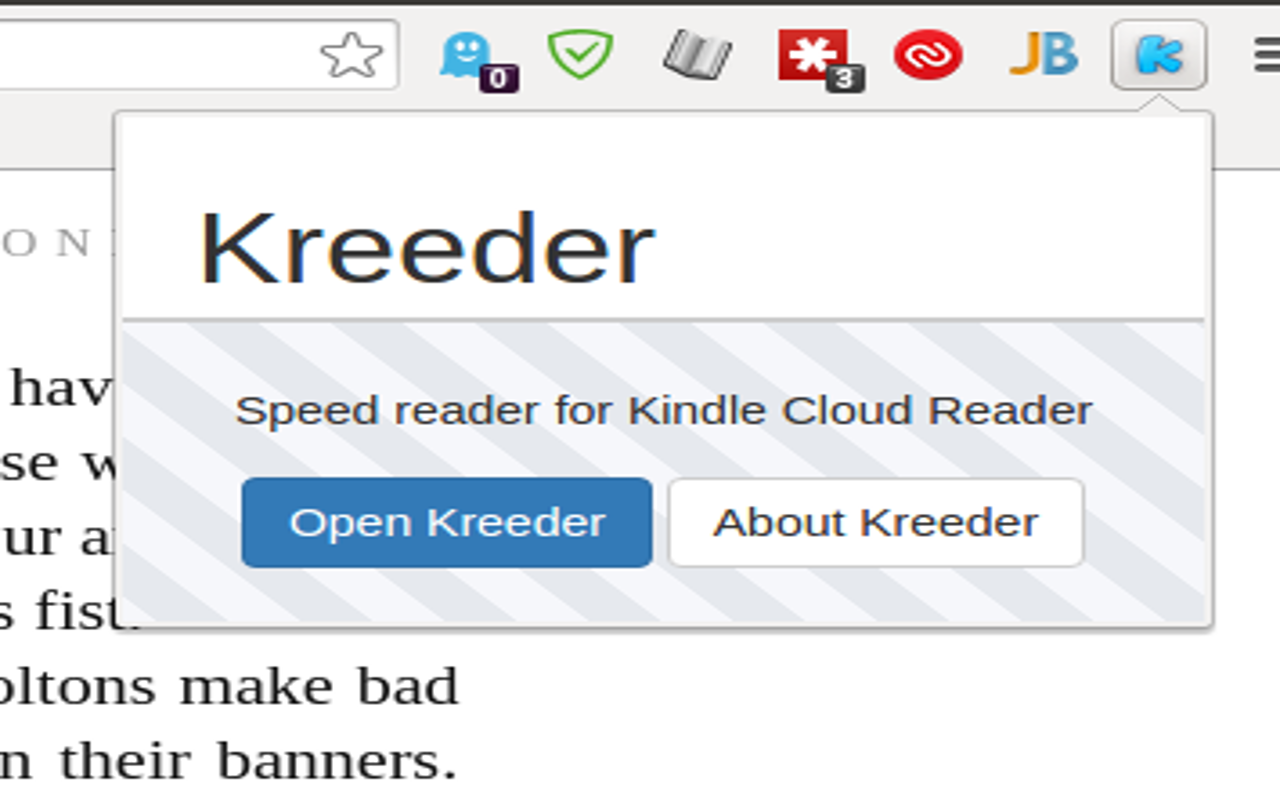 0
3
JB
K
O N
Kreeder
hav
Speed reader for Kindle Cloud Reader
se
Open Kreeder About Kreeder
ur
s fist.
oltons make bad
n their banners.